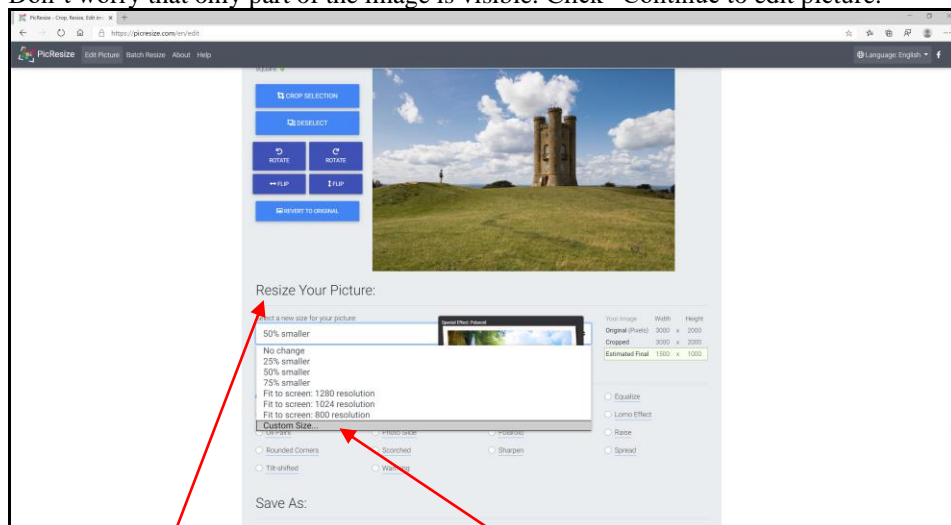 Don't worry that only part of the image is visible. Click "Continue to edit picture.
PicResize - Crop, Resize, Edit im
https://picresize.com/en/edit
PicResize Edit Picture Batch Resize About Help Language: English
CROP SELECTION
DESELECT
ROTATE ROTATE
FLIP FLIP
REVERT TO ORIGINAL
Resize Your Picture:
Select a new size for your picture:
50% smaller
Special Effect: Polaroid
Your Image Width Height
Original (Pixels) 3000 x 2000
Cropped 3000 x 2000
Estimated Final 1500 x 1000
No change
25% smaller
50% smaller
75% smaller
Fit to screen: 1280 resolution
Fit to screen: 1024 resolution
Fit to screen: 800 resolution
Custom Size...
Equalize
Lomo Effect
Oil-Paint Photo Slide Polaroid Raise
Rounded Corners Scorched Sharpen Spread
Tilt-shifted
Save As: